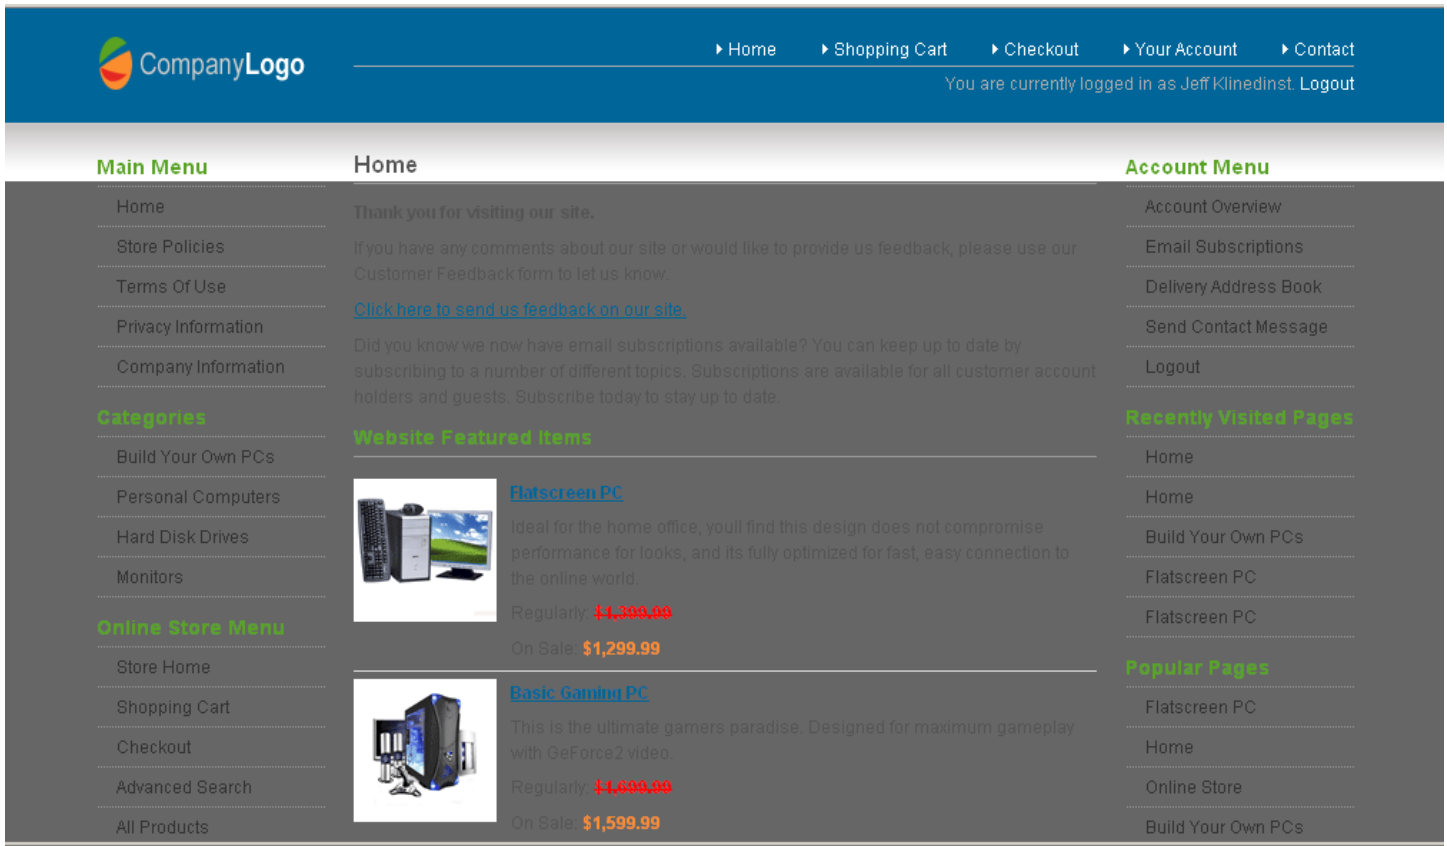 CompanyLogo
Home
Shopping Cart
Checkout
Your Account
Contact
You are currently logged in as Jeff Klinedinst. Logout
Main Menu
Home
Store Policies
Terms Of Use
Privacy Information
Company Information
Categories
Build Your Own PCs
Personal Computers
Hard Disk Drives
Monitors
Online Store Menu
Store Home
Shopping Cart
Checkout
Advanced Search
All Products
Home
Thank you for visiting our site.
If you have any comments about our site or would like to provide us feedback, please use our
Customer Feedback form to let us know.
Click here to send us feedback on our site.
Did you know we now have email subscriptions available? You can keep up to date by
subscribing to a number of different topics. Subscriptions are available for all customer account
holders and guests. Subscribe today to stay up to date.
Website Featured Items
Flatscreen PC
Ideal for the home office, youll find this design does not compromise
performance for looks, and its fully optimized for fast, easy connection to
the online world.
Regularly: $1,399.99
On Sale: $1,299.99
Basic Gaming PC
This is the ultimate gamers paradise. Designed for maximum gameplay
with GeForce2 video.
Regularly: $1,699.99
On Sale: $1,599.99
Account Menu
Account Overview
Email Subscriptions
Delivery Address Book
Send Contact Message
Logout
Recently Visited Pages
Home
Home
Build Your Own PCs
Flatscreen PC
Flatscreen PC
Popular Pages
Flatscreen PC
Home
Online Store
Build Your Own PCs